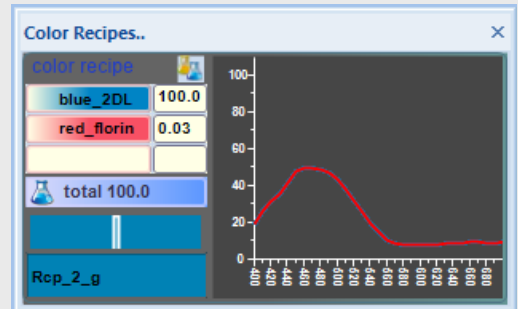 Color Recipes..
color recipe
blue_2DL 100.0
red_florin 0.03
total 100.0
Rcp_2_g
100
80
60
40
20
0
400 420 440 460 480 500 520 540 560 580 600 620 640 660 680